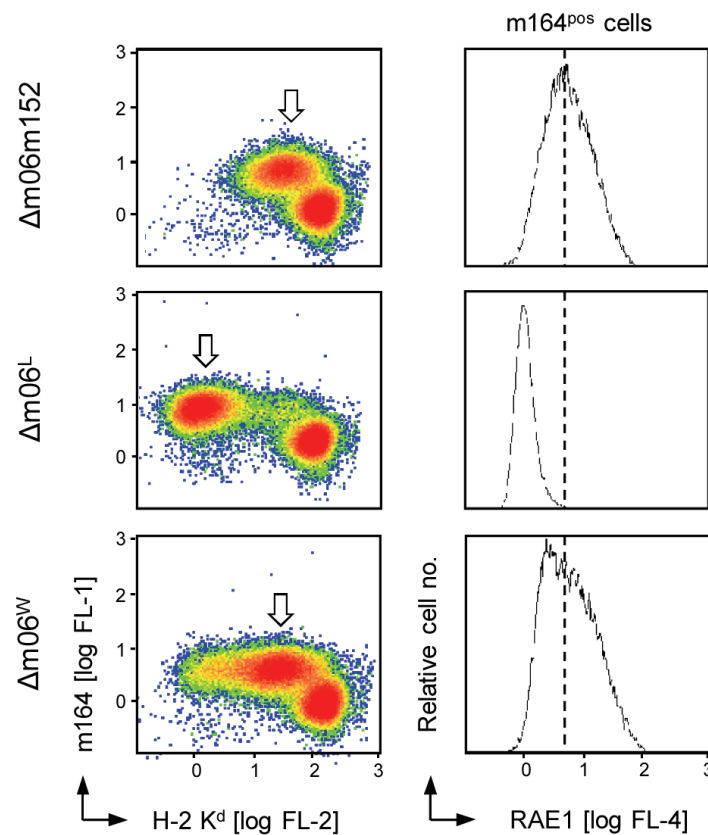 m164ᵖᵒˢ cells
Δm06m152
3
2
1
0
Δm06ᴸ
3
2
1
0
Δm06ᵂ
3
2
1
0
m164 [log FL-1]
Relative cell no.
0 1 2 3
0 1 2 3
H-2 Kᵈ [log FL-2]
RAE1 [log FL-4]